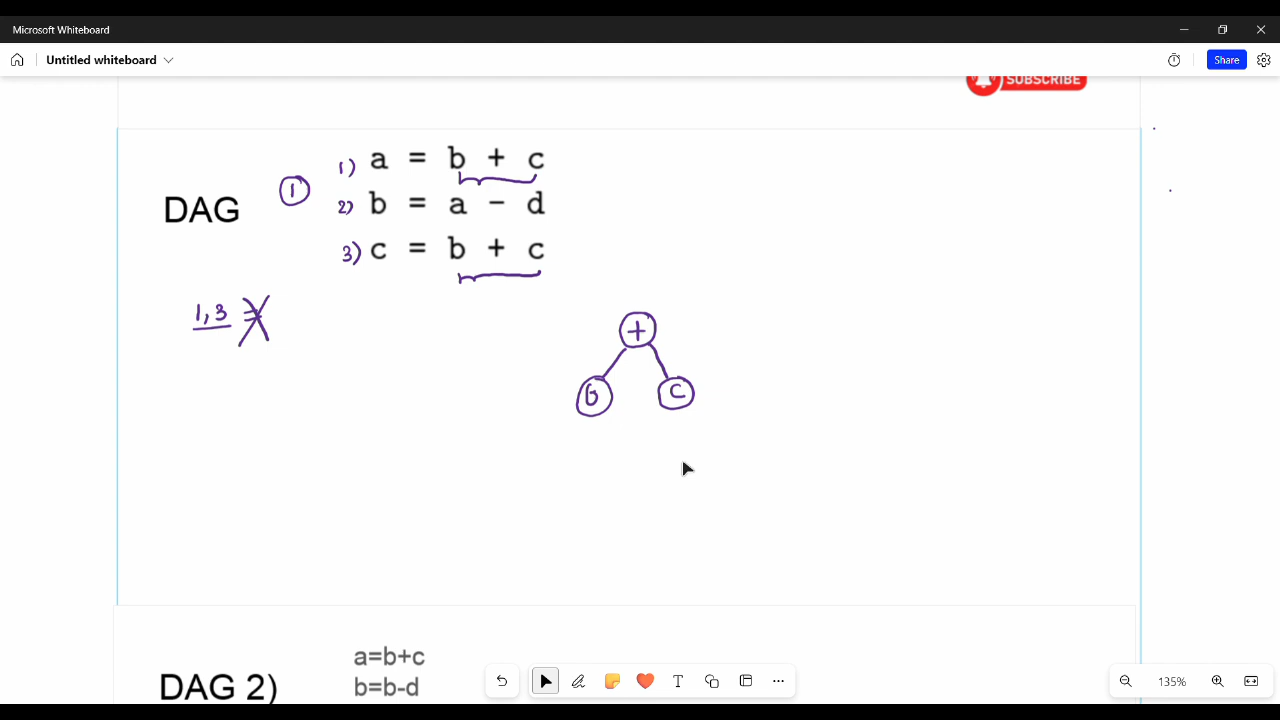 Microsoft Whiteboard
Untitled whiteboard
Share
SUBSCRIBE
1) a = b + c
DAG
1
2) b = a - d
3) c = b + c
1,3
+
B C
a=b+c
DAG 2)
b=b-d
135%